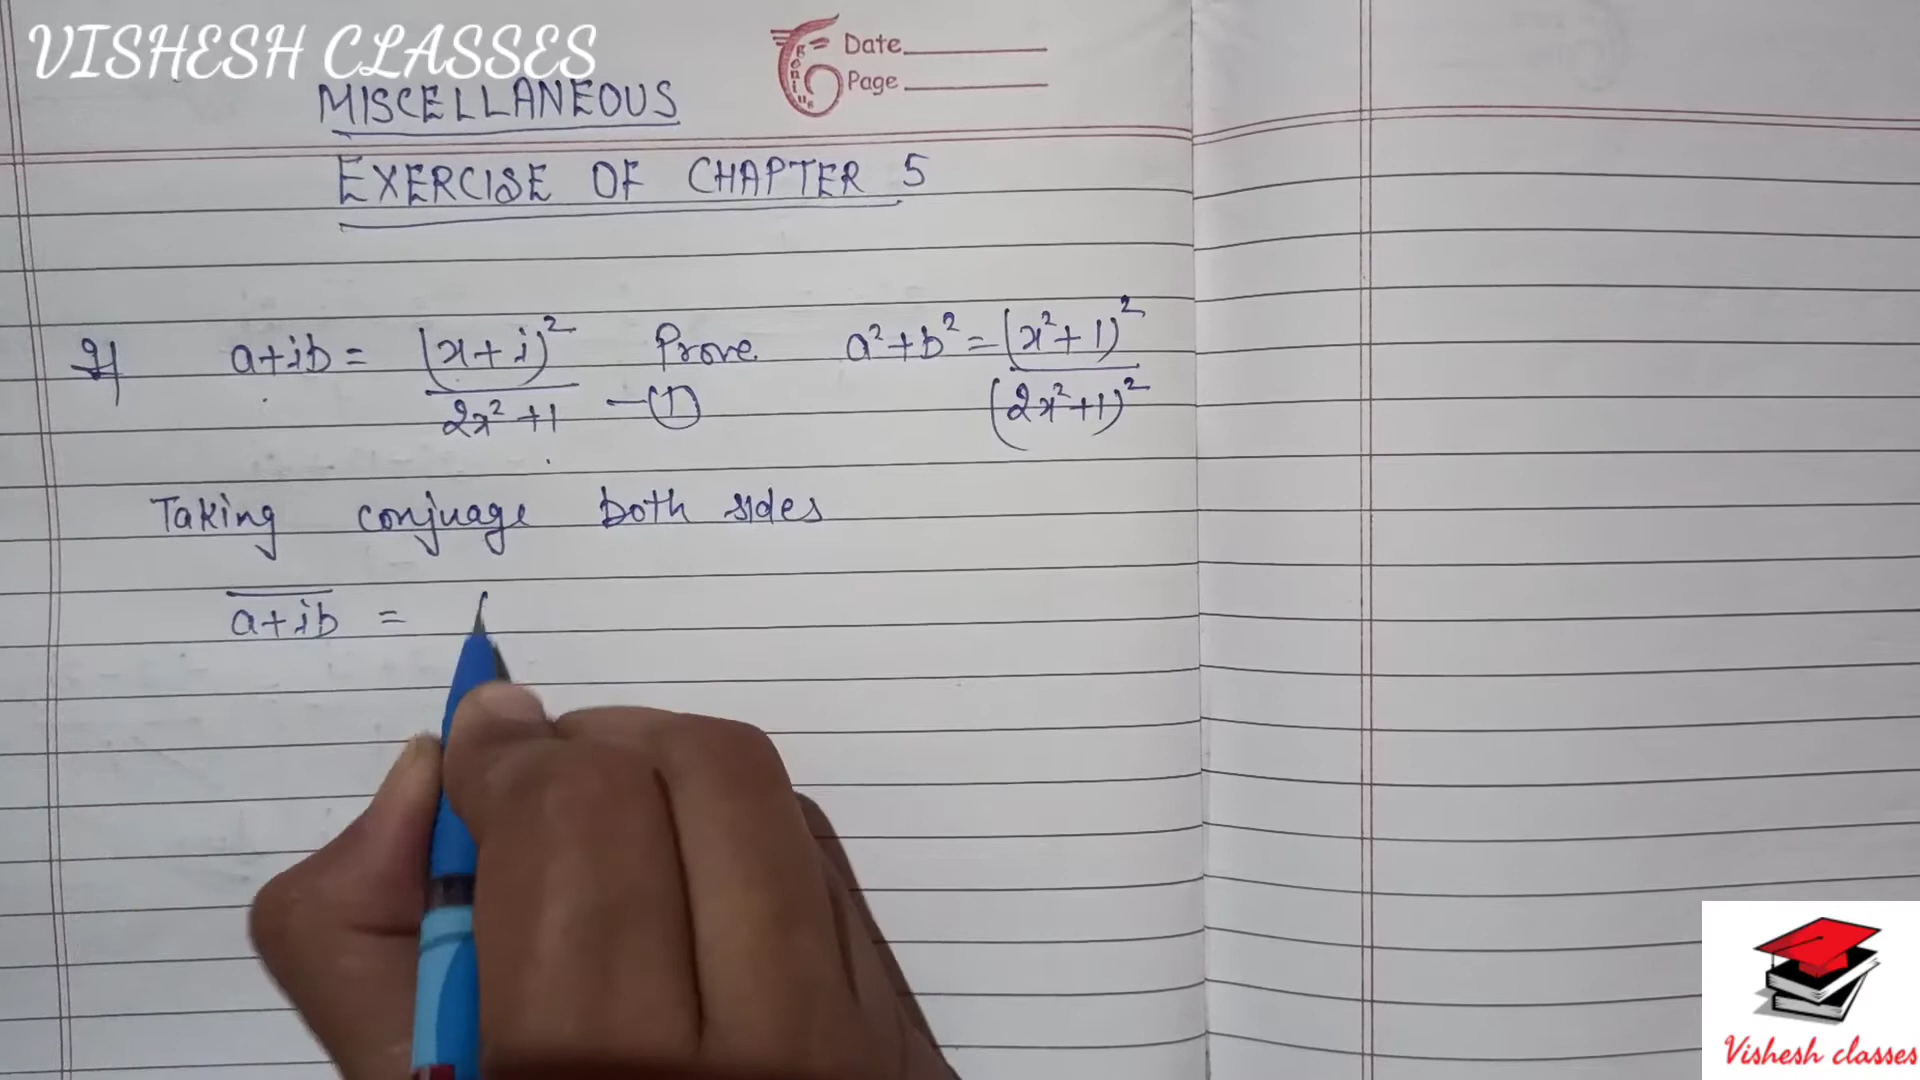 VISHESH CLASSES
Date
Page
MISCELLANEOUS
EXERCISE OF CHAPTER 5
If a+ib = (x+i)²/2x²+1 —① Prove a²+b² = (x²+1)²/(2x²+1)²
Taking conjuage both sides
a̅+̅i̅b̅ = (
Vishesh classes